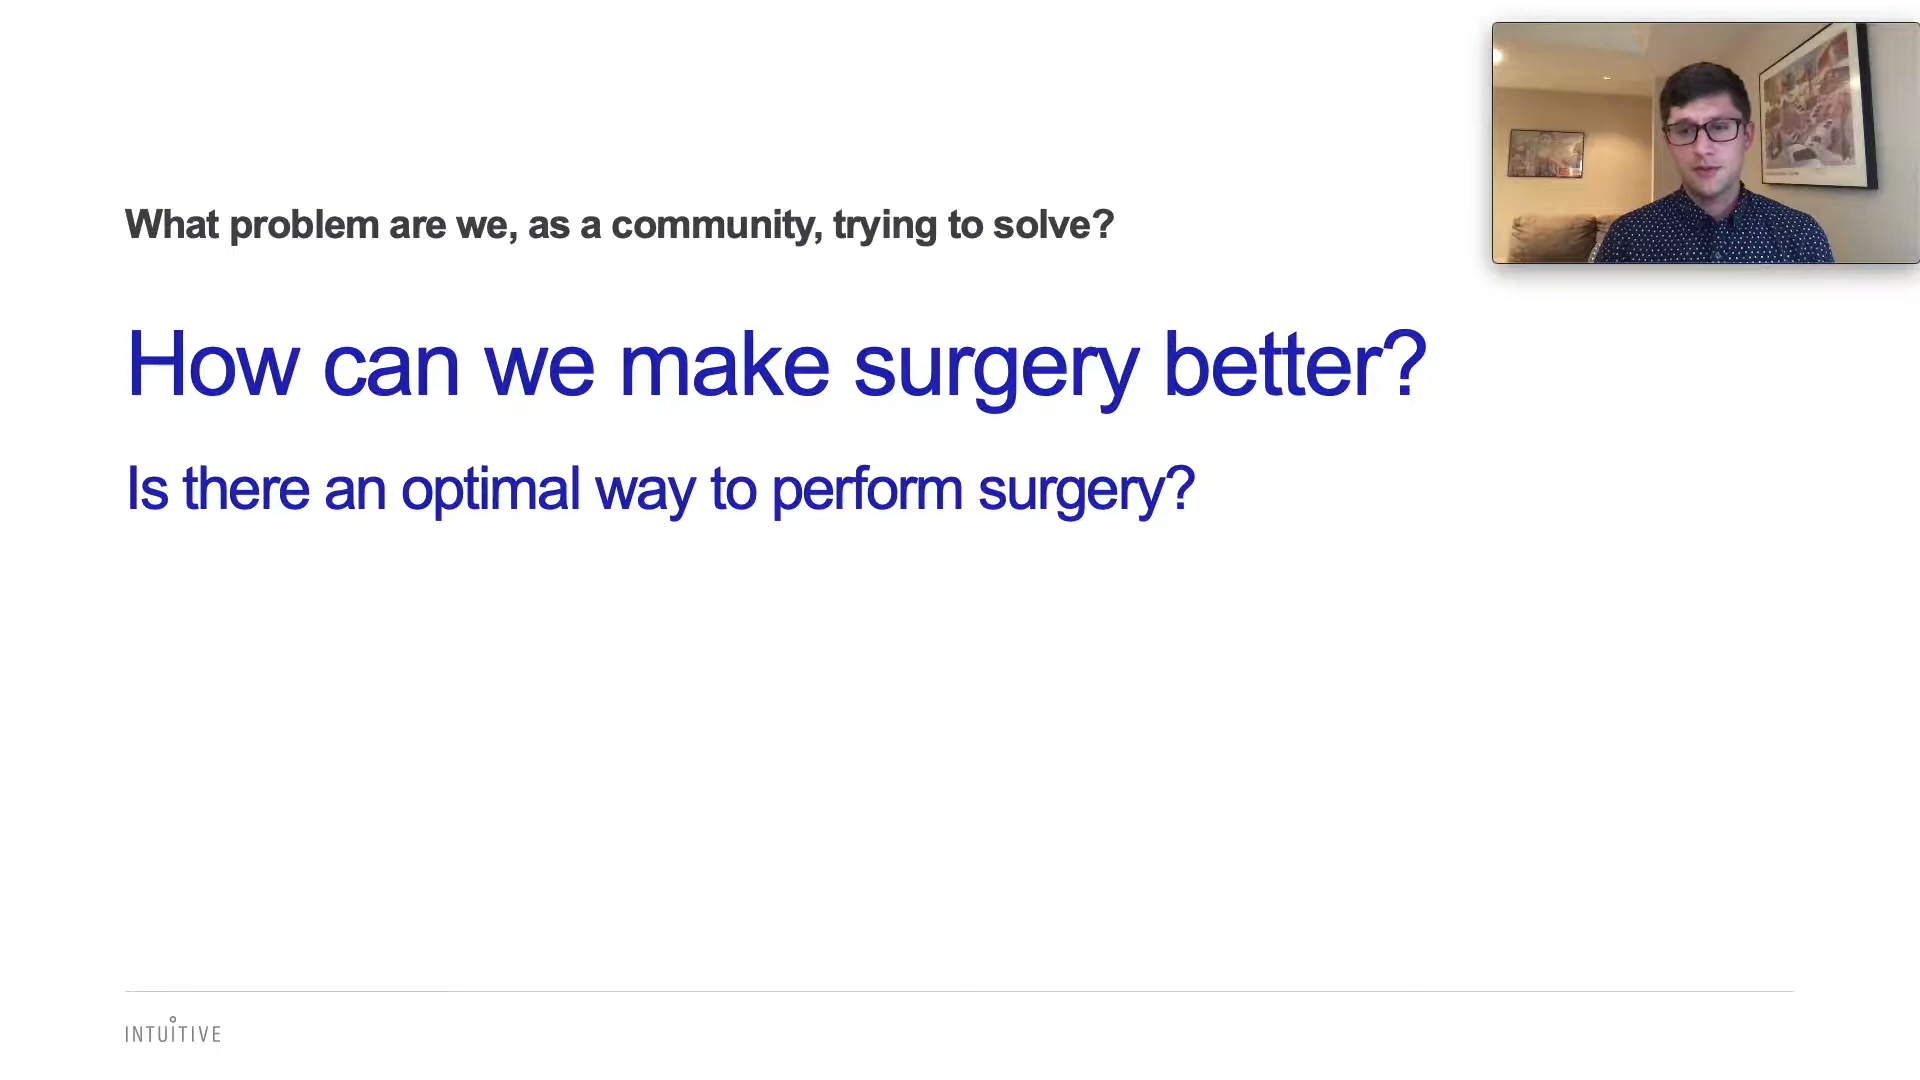 What problem are we, as a community, trying to solve?
How can we make surgery better?
Is there an optimal way to perform surgery?
INTUITIVE